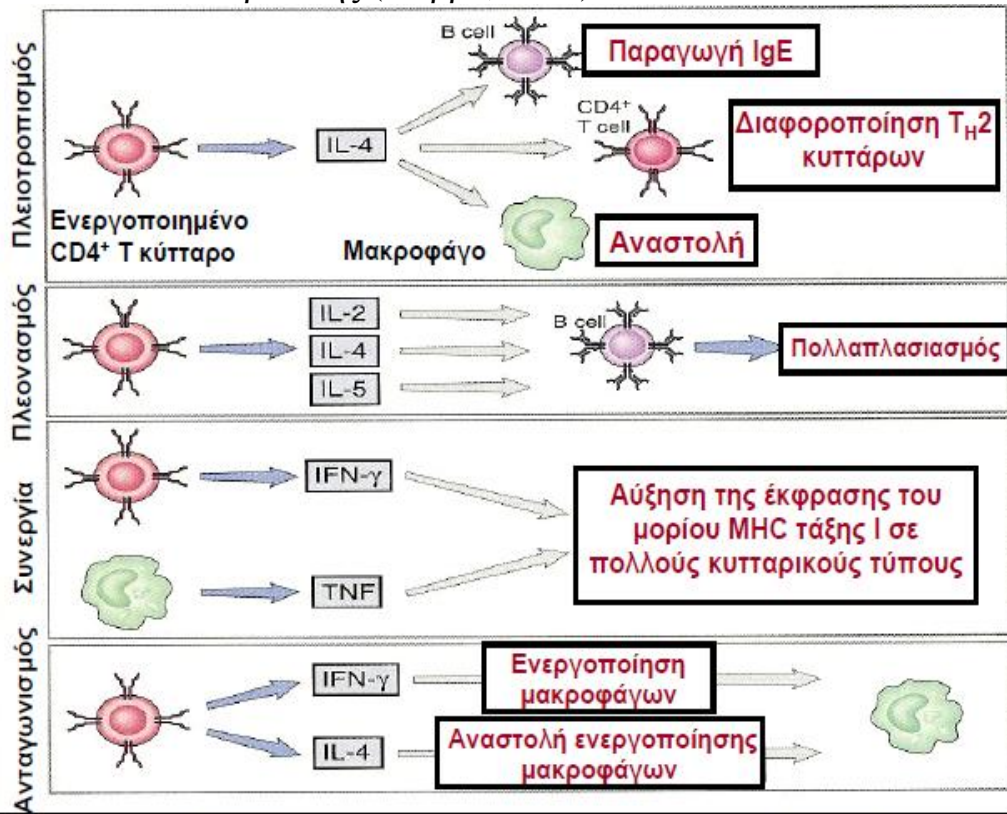 Πλειοτροπισμός
B cell
Παραγωγή IgE
IL-4
CD4+
T cell
Διαφοροποίηση TH2
κυττάρων
Ενεργοποιημένο
CD4+ T κύτταρο
Μακροφάγο
Αναστολή
Πλεονασμός
IL-2
IL-4
IL-5
B cell
Πολλαπλασιασμός
Συνεργία
IFN-γ
TNF
Αύξηση της έκφρασης του
μορίου MHC τάξης I σε
πολλούς κυτταρικούς τύπους
Ανταγωνισμός
IFN-γ
Ενεργοποίηση
μακροφάγων
IL-4
Αναστολή ενεργοποίησης
μακροφάγων